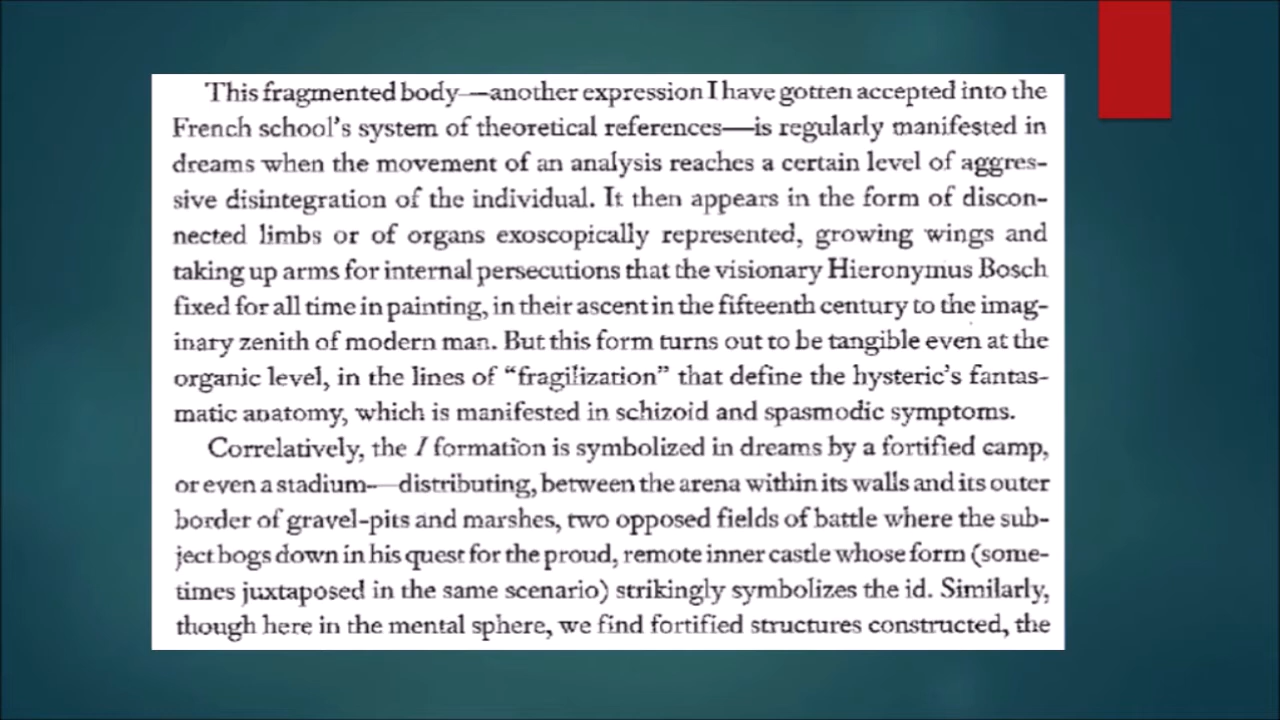 This fragmented body—another expression I have gotten accepted into the
French school's system of theoretical references—is regularly manifested in
dreams when the movement of an analysis reaches a certain level of aggres-
sive disintegration of the individual. It then appears in the form of discon-
nected limbs or of organs exoscopically represented, growing wings and
taking up arms for internal persecutions that the visionary Hieronymus Bosch
fixed for all time in painting, in their ascent in the fifteenth century to the imag-
inary zenith of modern man. But this form turns out to be tangible even at the
organic level, in the lines of "fragilization" that define the hysteric's fantas-
matic anatomy, which is manifested in schizoid and spasmodic symptoms.
Correlatively, the I formation is symbolized in dreams by a fortified camp,
or even a stadium—distributing, between the arena within its walls and its outer
border of gravel-pits and marshes, two opposed fields of battle where the sub-
ject bogs down in his quest for the proud, remote inner castle whose form (some-
times juxtaposed in the same scenario) strikingly symbolizes the id. Similarly,
though here in the mental sphere, we find fortified structures constructed, the